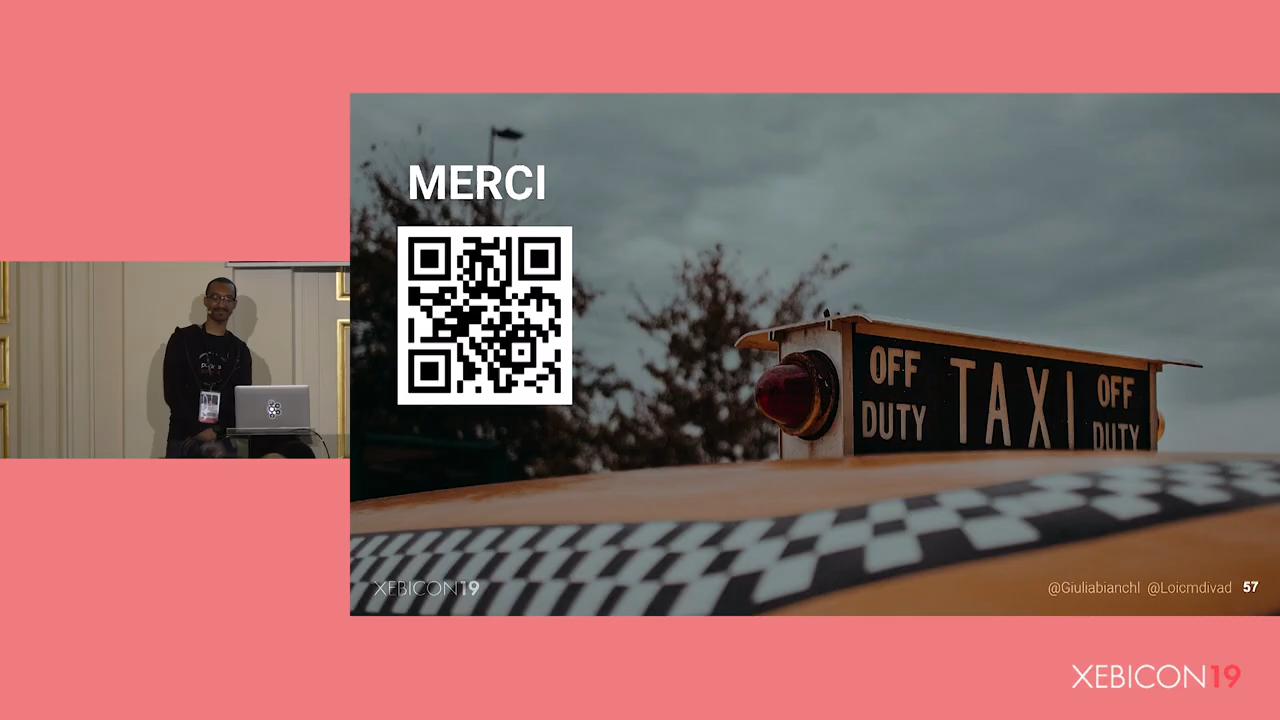 MERCI
OFF DUTY
TAXI
OFF DUTY
XEBICON19
@Giuliabianchl @Loicmdivad 57
XEBICON19